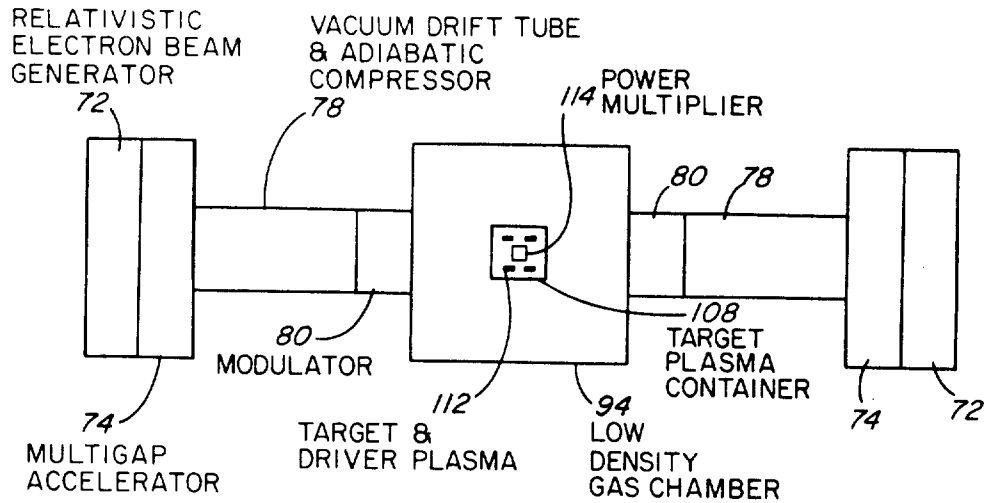 RELATIVISTIC
ELECTRON BEAM
GENERATOR
72
VACUUM DRIFT TUBE
& ADIABATIC
COMPRESSOR
78
114 POWER
MULTIPLIER
80
78
80
MODULATOR
108
TARGET
PLASMA
CONTAINER
74
MULTIGAP
ACCELERATOR
112
TARGET &
DRIVER PLASMA
94
LOW
DENSITY
GAS CHAMBER
74
72